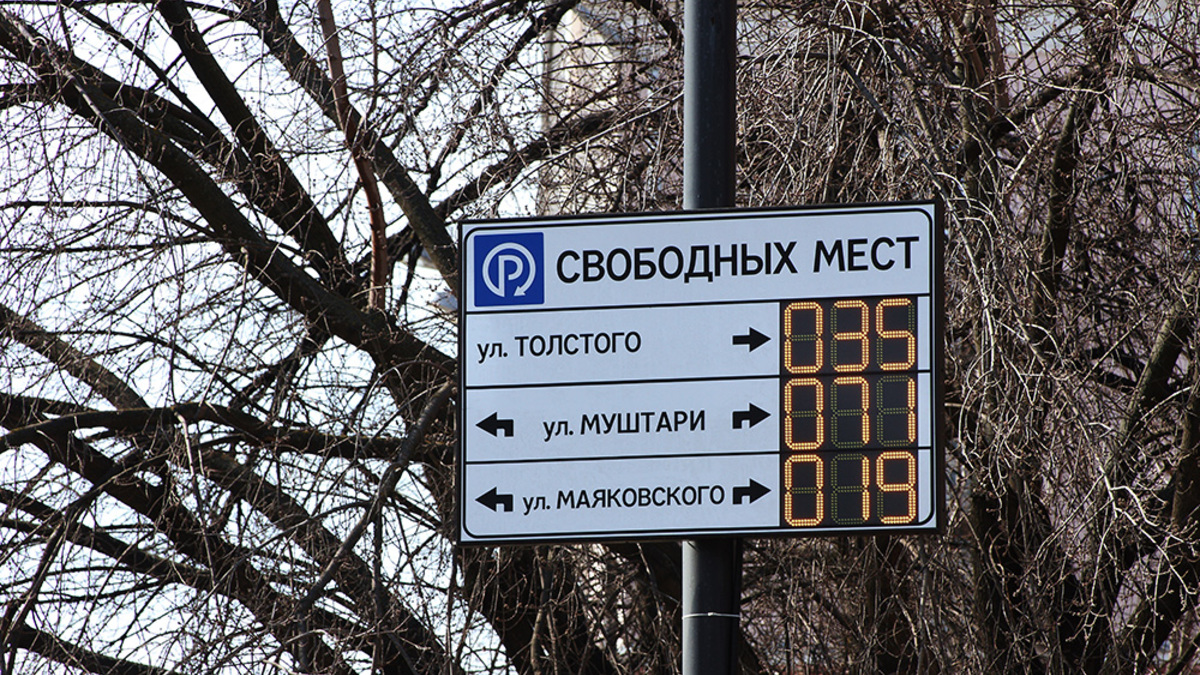 P СВОБОДНЫХ МЕСТ
ул. ТОЛСТОГО 035
ул. МУШТАРИ 071
ул. МАЯКОВСКОГО 019